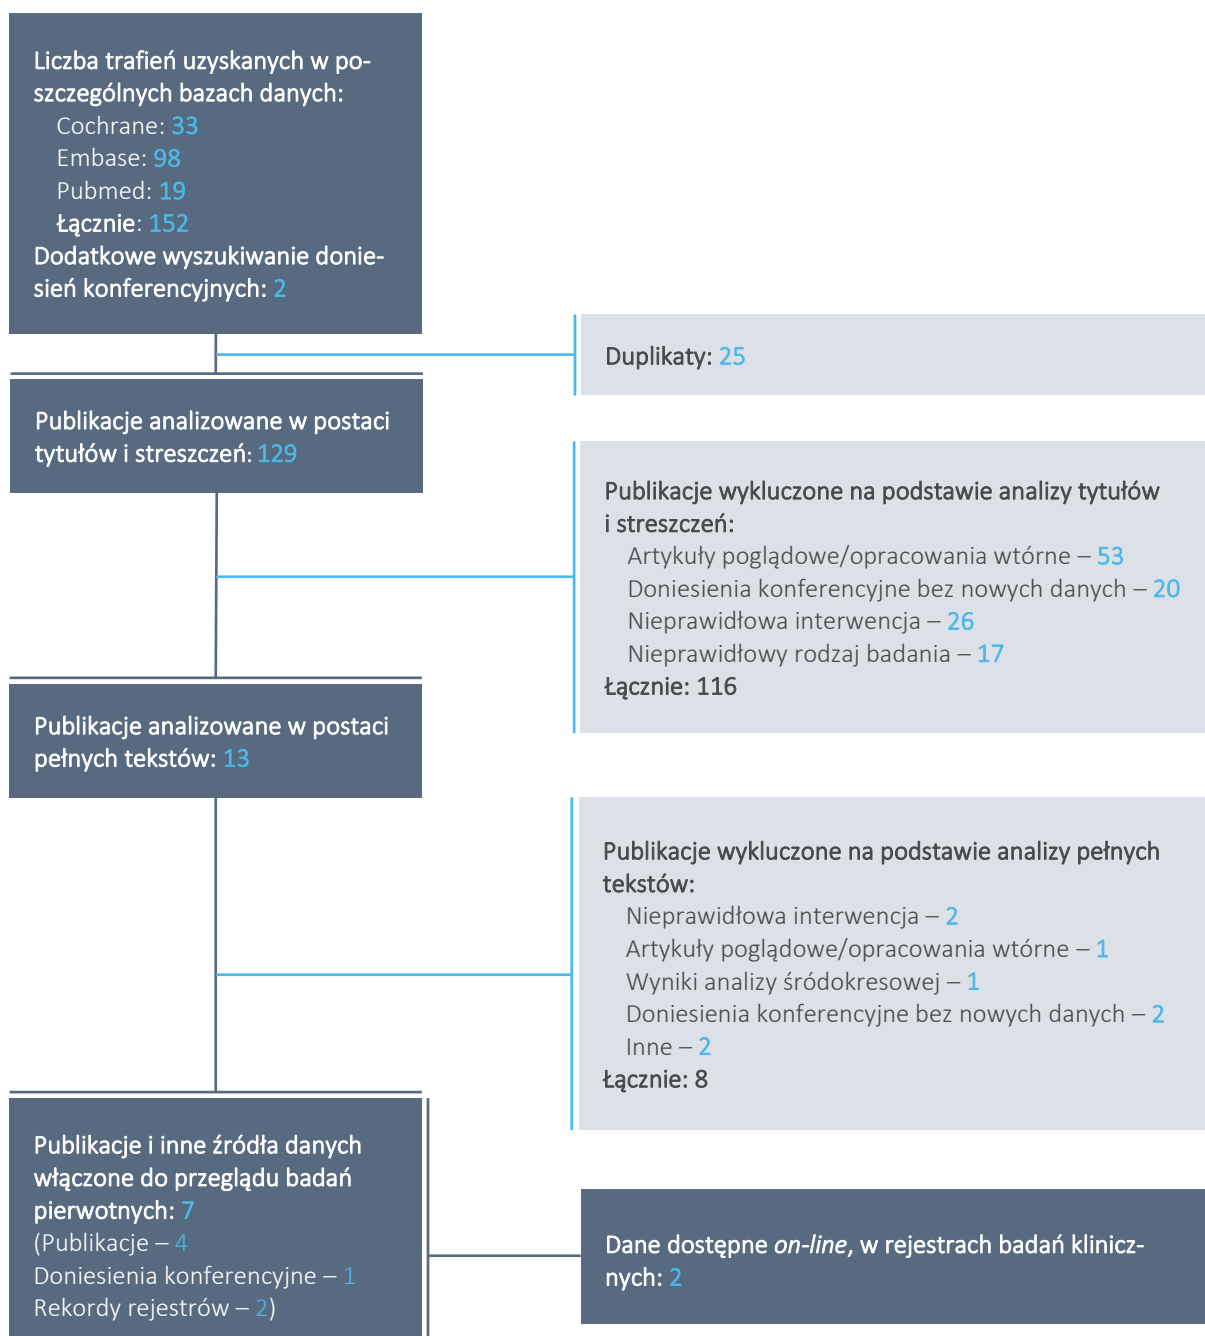 Liczba trafień uzyskanych w po-
szczególnych bazach danych:
Cochrane: 33
Embase: 98
Pubmed: 19
Łącznie: 152
Dodatkowe wyszukiwanie donie-
sień konferencyjnych: 2
Duplikaty: 25
Publikacje analizowane w postaci
tytułów i streszczeń: 129
Publikacje wykluczone na podstawie analizy tytułów
i streszczeń:
Artykuły poglądowe/opracowania wtórne – 53
Doniesienia konferencyjne bez nowych danych – 20
Nieprawidłowa interwencja – 26
Nieprawidłowy rodzaj badania – 17
Łącznie: 116
Publikacje analizowane w postaci
pełnych tekstów: 13
Publikacje wykluczone na podstawie analizy pełnych
tekstów:
Nieprawidłowa interwencja – 2
Artykuły poglądowe/opracowania wtórne – 1
Wyniki analizy śródokresowej – 1
Doniesienia konferencyjne bez nowych danych – 2
Inne – 2
Łącznie: 8
Publikacje i inne źródła danych
włączone do przeglądu badań
pierwotnych: 7
(Publikacje – 4
Doniesienia konferencyjne – 1
Rekordy rejestrów – 2)
Dane dostępne on-line, w rejestrach badań klinicz-
nych: 2